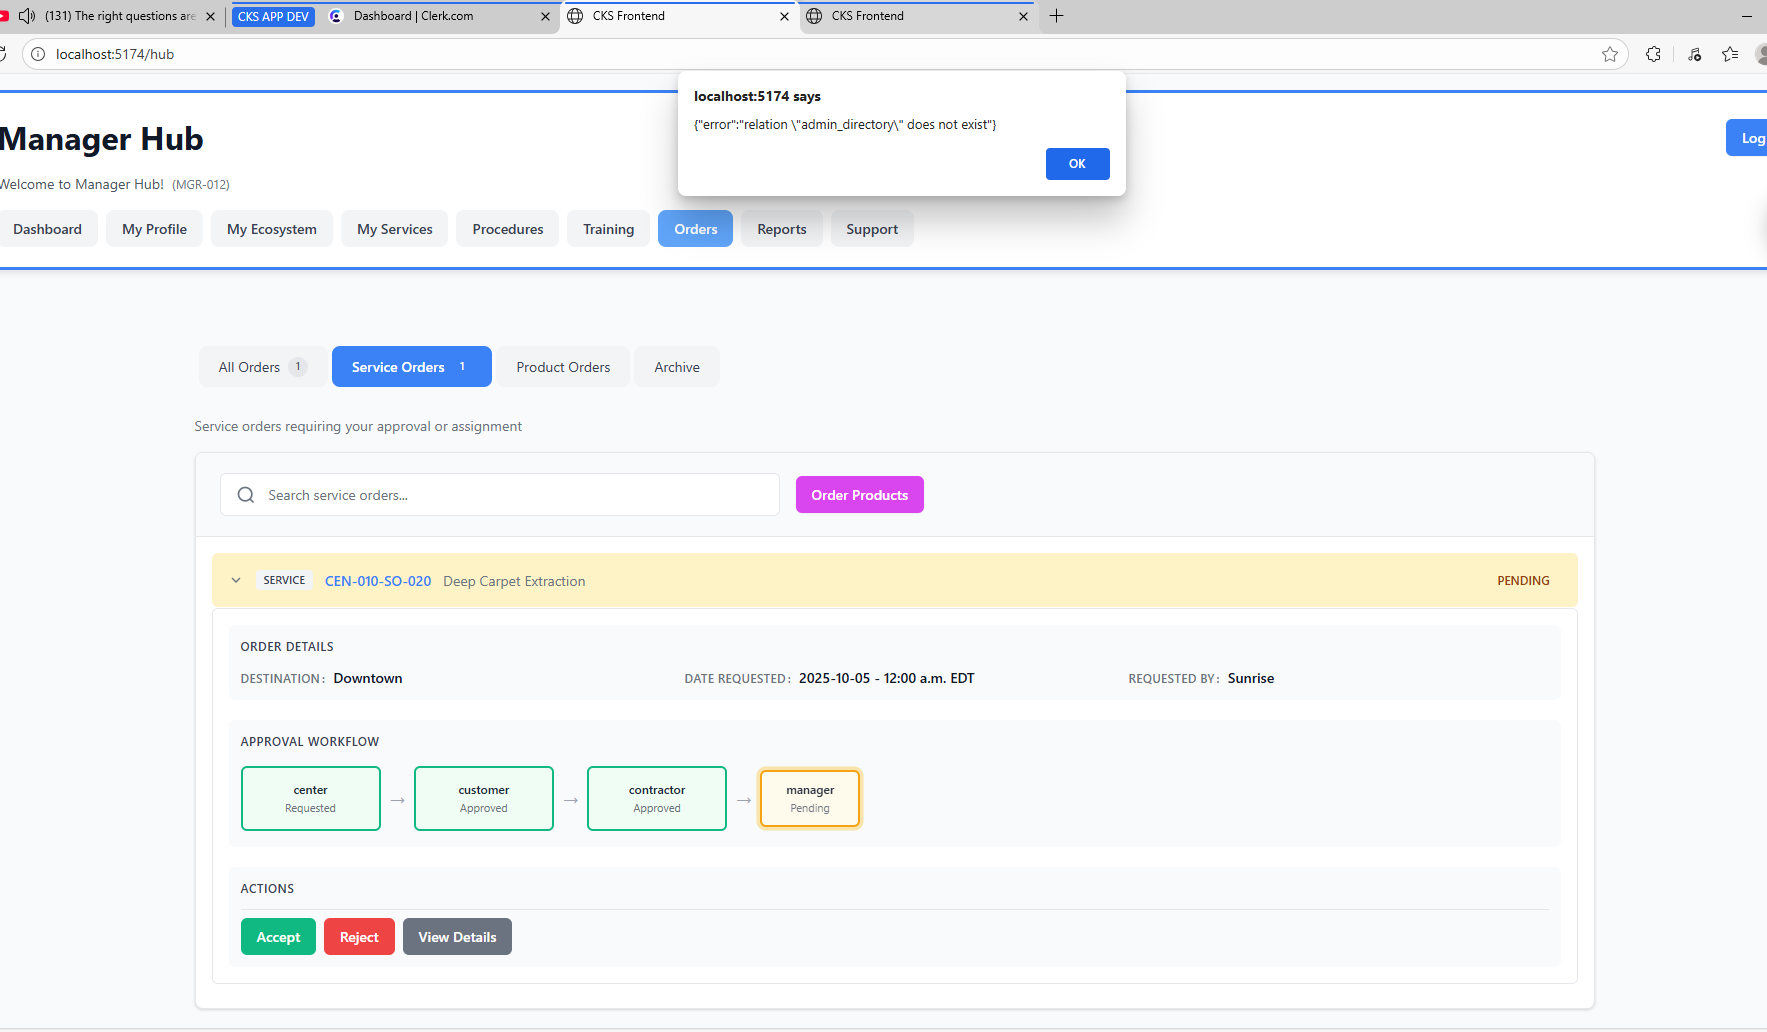 (131) The right questions are
CKS APP DEV
Dashboard | Clerk.com
CKS Frontend
CKS Frontend
localhost:5174/hub
localhost:5174 says
{"error":"relation \"admin_directory\" does not exist"}
OK
Manager Hub
Log
Welcome to Manager Hub! (MGR-012)
Dashboard My Profile My Ecosystem My Services Procedures Training Orders Reports Support
All Orders 1 Service Orders 1 Product Orders Archive
Service orders requiring your approval or assignment
Search service orders...
Order Products
SERVICE CEN-010-SO-020 Deep Carpet Extraction PENDING
ORDER DETAILS
DESTINATION: Downtown DATE REQUESTED: 2025-10-05 - 12:00 a.m. EDT REQUESTED BY: Sunrise
APPROVAL WORKFLOW
center
Requested
→
customer
Approved
→
contractor
Approved
→
manager
Pending
ACTIONS
Accept Reject View Details